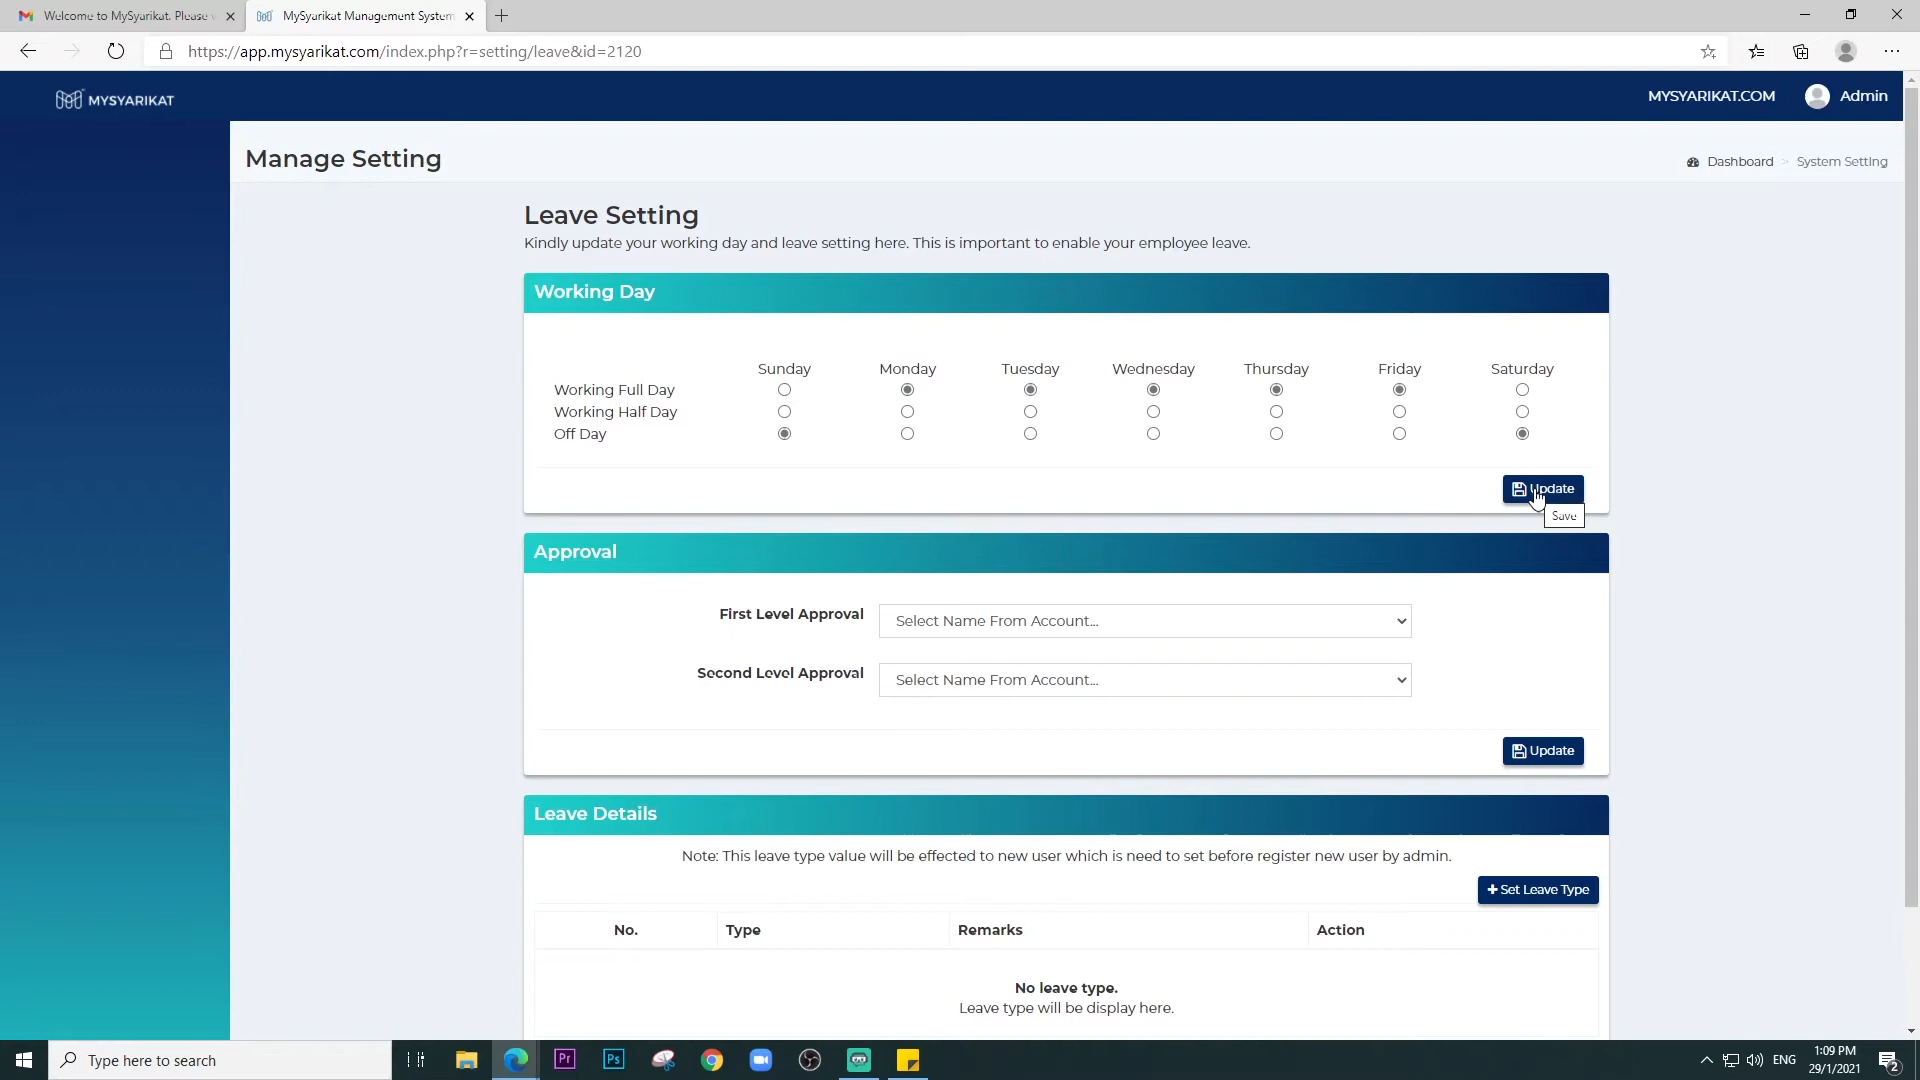 Welcome to MySyarikat. Please
MySyarikat Management System
https://app.mysyarikat.com/index.php?r=setting/leave&id=2120
MYSYARIKAT
MYSYARIKAT.COM
Admin
Manage Setting
Dashboard > System Setting
Leave Setting
Kindly update your working day and leave setting here. This is important to enable your employee leave.
Working Day
Sunday Monday Tuesday Wednesday Thursday Friday Saturday
Working Full Day
Working Half Day
Off Day
Update
Save
Approval
First Level Approval
Select Name From Account...
Second Level Approval
Select Name From Account...
Update
Leave Details
Note: This leave type value will be effected to new user which is need to set before register new user by admin.
+ Set Leave Type
No. Type Remarks Action
No leave type.
Leave type will be display here.
Type here to search
Pr
Ps
ENG
1:09 PM
29/1/2021
2